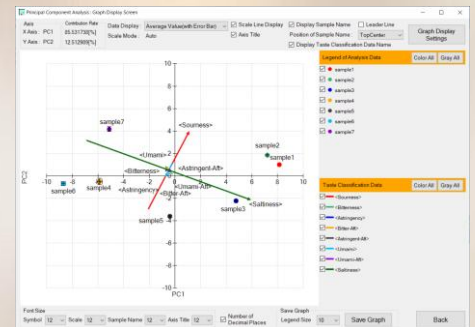 Principal Component Analysis : Graph Display Screen
Axis
Contribution Rate
X-Axis : PC1 85.531732[%]
Y-Axis : PC2 12.512969[%]
Data Display Average Value(with Error Bar)
Scale Mode : Auto
Scale Line Display
Axis Title
Display Sample Name
Leader Line
Position of Sample Name : TopCenter
Display Taste Classification Data Name
Graph Display Settings
Legend of Analysis Data Color All Gray All
sample1
sample2
sample3
sample4
sample5
sample6
sample7
Taste Classification Data Color All Gray All
<Sourness>
<Bitterness>
<Astringency>
<Bitter-Aft>
<Astringent-Aft>
<Umami>
<Umami-Aft>
<Saltiness>
10
8
6
4
2
-4
-6
-8
-10
-10 -8 -6 -4 2 4 6 8 10
PC2
PC1
sample7
<Sourness>
sample2
sample1
<Umami>
<Astringent-Aft>
<Bitterness>
<Umami-Aft>
<Astringency>
<Bitter-Aft>
<Saltiness>
sample6
sample4
sample3
sample5
Font Size
Symbol 12 Scale 12 Sample Name 12 Axis Title 12
Number of Decimal Places
Save Graph
Legend Size 18 Save Graph
Back